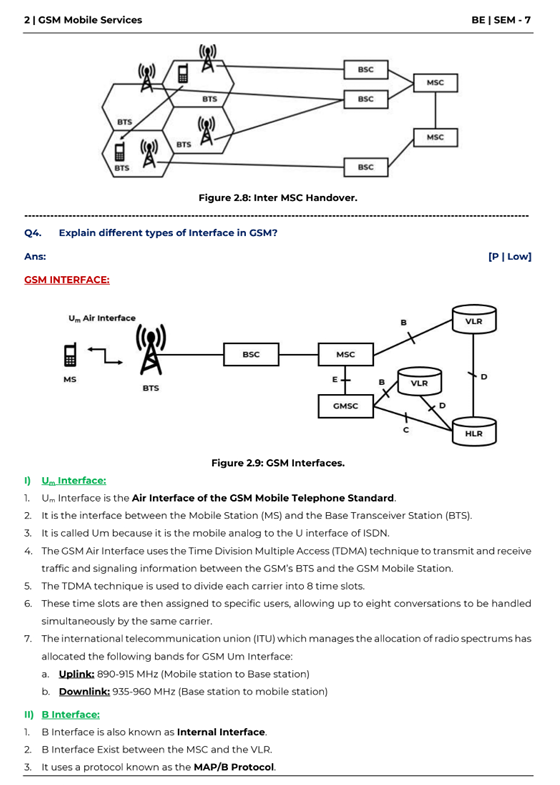 2 | GSM Mobile Services BE | SEM - 7
BSC
BSC
MSC
BTS
BTS
BTS
MSC
BTS
BSC
Figure 2.8: Inter MSC Handover.
Q4. Explain different types of Interface in GSM?
Ans: [P | Low]
GSM INTERFACE:
Um Air Interface
B
VLR
BSC
MSC
MS
BTS
E
B
VLR
D
GMSC
D
C
HLR
Figure 2.9: GSM Interfaces.
I) Um Interface:
1. Um Interface is the Air Interface of the GSM Mobile Telephone Standard.
2. It is the interface between the Mobile Station (MS) and the Base Transceiver Station (BTS).
3. It is called Um because it is the mobile analog to the U interface of ISDN.
4. The GSM Air Interface uses the Time Division Multiple Access (TDMA) technique to transmit and receive
traffic and signaling information between the GSM's BTS and the GSM Mobile Station.
5. The TDMA technique is used to divide each carrier into 8 time slots.
6. These time slots are then assigned to specific users, allowing up to eight conversations to be handled
simultaneously by the same carrier.
7. The international telecommunication union (ITU) which manages the allocation of radio spectrums has
allocated the following bands for GSM Um Interface:
a. Uplink: 890-915 MHz (Mobile station to Base station)
b. Downlink: 935-960 MHz (Base station to mobile station)
II) B Interface:
1. B Interface is also known as Internal Interface.
2. B Interface Exist between the MSC and the VLR.
3. It uses a protocol known as the MAP/B Protocol.